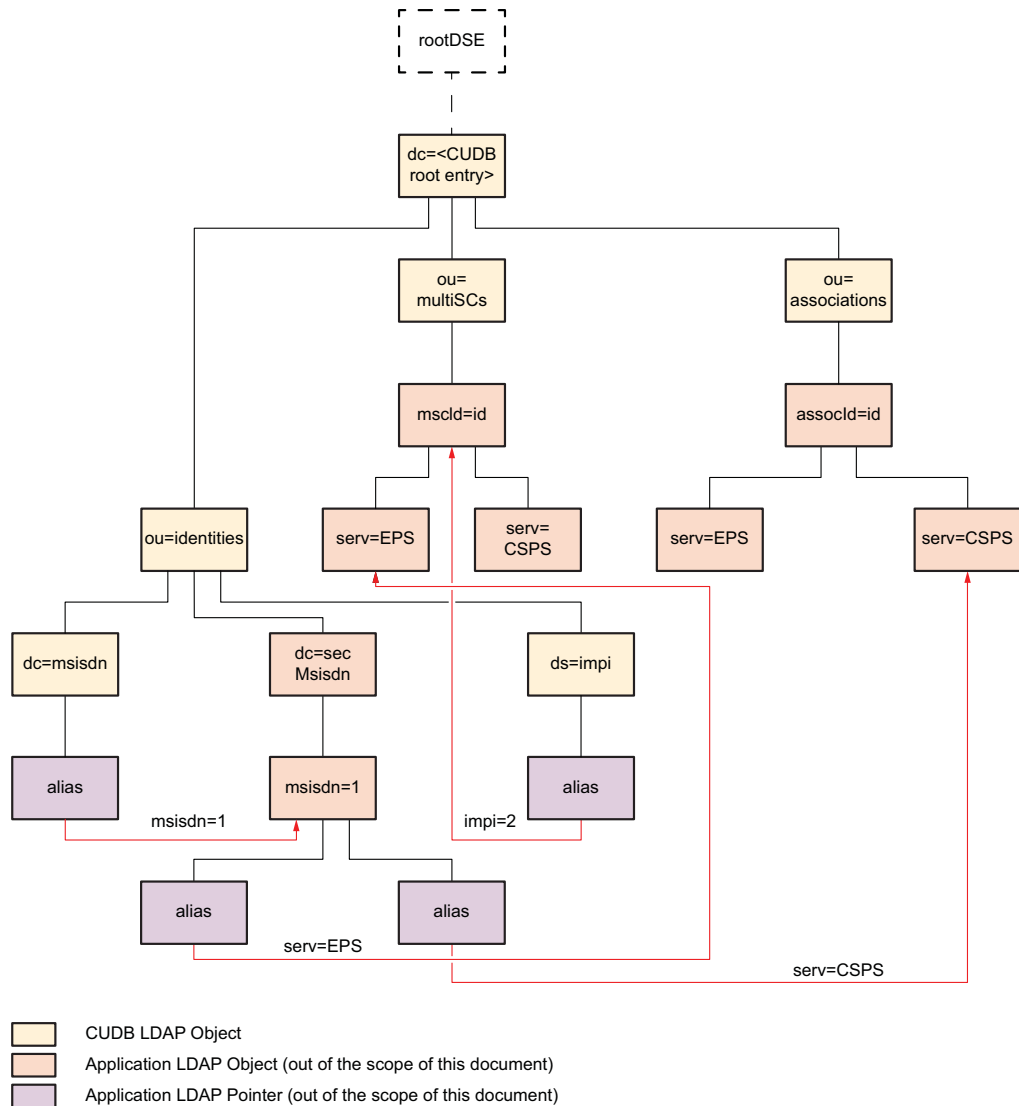 rootDSE
dc=<CUDB
root entry>
ou=
multiSCs
ou=
associations
mscId=id
assocId=id
ou=identities
serv=EPS
serv=
CSPS
serv=EPS
serv=CSPS
dc=msisdn
dc=sec
Msisdn
ds=impi
alias
msisdn=1
alias
msisdn=1
impi=2
alias
alias
serv=EPS
serv=CSPS
CUDB LDAP Object
Application LDAP Object (out of the scope of this document)
Application LDAP Pointer (out of the scope of this document)